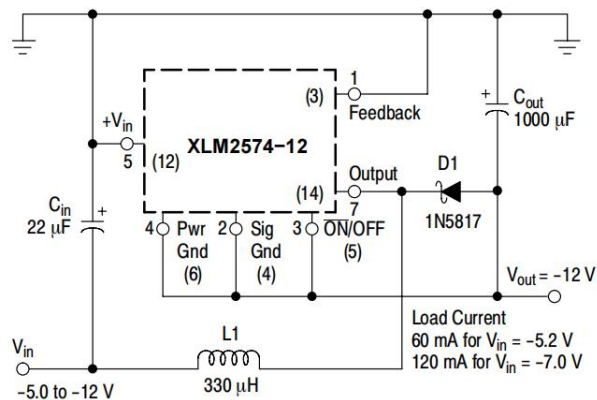 1
(3)
Feedback
+
Cout
1000 μF
+Vin
5
(12)
XLM2574-12
(14)
Output
7
D1
1N5817
Cin
22 μF
+
4
Pwr
Gnd
(6)
2
Sig
Gnd
(4)
3
ON/OFF
(5)
Vout = -12 V
Load Current
60 mA for Vin = -5.2 V
120 mA for Vin = -7.0 V
Vin
-5.0 to -12 V
L1
330 μH